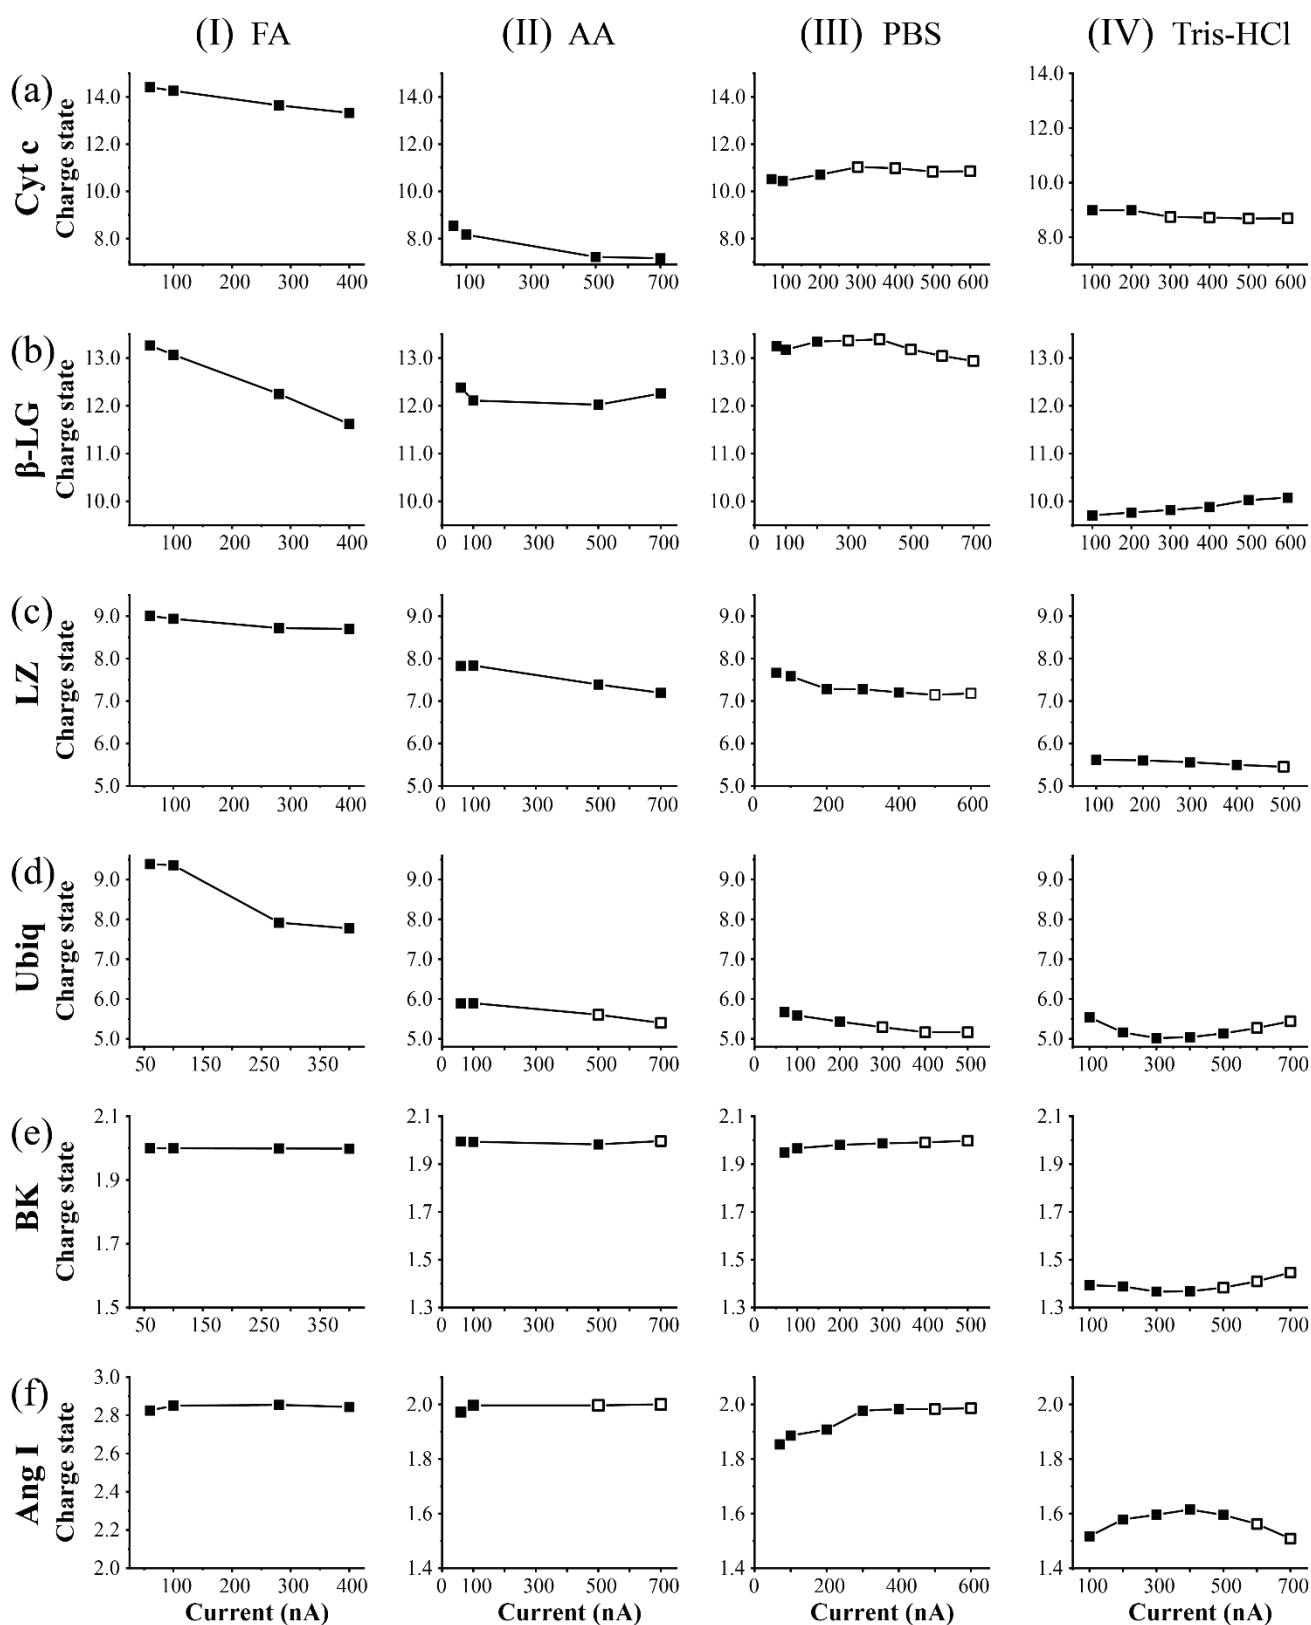 (I) FA (II) AA (III) PBS (IV) Tris-HCl
(a)
Cyt c
Charge state
14.0 12.0 10.0 8.0
100 200 300 400
14.0 12.0 10.0 8.0
100 300 500 700
14.0 12.0 10.0 8.0
100 200 300 400 500 600
14.0 12.0 10.0 8.0
100 200 300 400 500 600
(b)
β-LG
Charge state
13.0 12.0 11.0 10.0
100 200 300 400
13.0 12.0 11.0 10.0
0 100 300 500 700
13.0 12.0 11.0 10.0
0 100 300 500 700
13.0 12.0 11.0 10.0
100 200 300 400 500 600
(c)
LZ
Charge state
9.0 8.0 7.0 6.0 5.0
100 200 300 400
9.0 8.0 7.0 6.0 5.0
0 100 300 500 700
9.0 8.0 7.0 6.0 5.0
0 200 400 600
9.0 8.0 7.0 6.0 5.0
100 200 300 400 500
(d)
Ubiq
Charge state
9.0 8.0 7.0 6.0 5.0
50 150 250 350
9.0 8.0 7.0 6.0 5.0
0 100 300 500 700
9.0 8.0 7.0 6.0 5.0
0 100 200 300 400 500
9.0 8.0 7.0 6.0 5.0
100 300 500 700
(e)
BK
Charge state
2.1 1.9 1.7 1.5
50 150 250 350
2.1 1.9 1.7 1.5 1.3
0 100 300 500 700
2.1 1.9 1.7 1.5 1.3
0 100 200 300 400 500
2.1 1.9 1.7 1.5 1.3
100 300 500 700
(f)
Ang I
Charge state
3.0 2.8 2.6 2.4 2.2 2.0
100 200 300 400
Current (nA)
2.0 1.8 1.6 1.4
0 100 300 500 700
Current (nA)
2.0 1.8 1.6 1.4
0 200 400 600
Current (nA)
2.0 1.8 1.6 1.4
100 300 500 700
Current (nA)